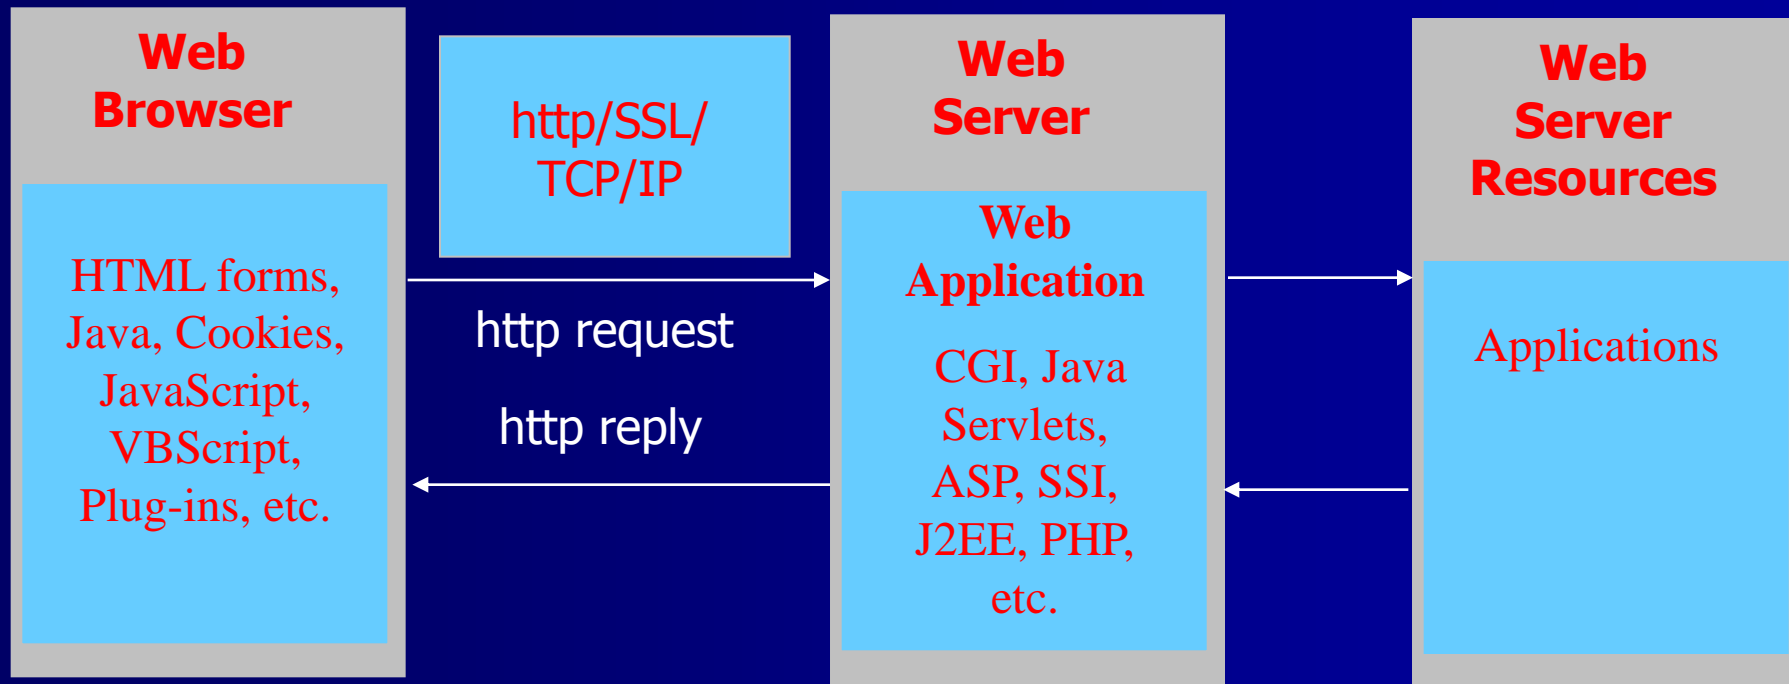 Web
Browser
HTML forms,
Java, Cookies,
JavaScript,
VBScript,
Plug-ins, etc.
http/SSL/
TCP/IP
http request
http reply
Web
Server
Web
Application
CGI, Java
Servlets,
ASP, SSI,
J2EE, PHP,
etc.
Web
Server
Resources
Applications